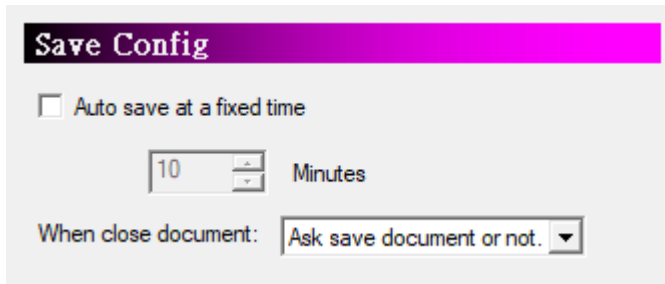 Save Config
Auto save at a fixed time
10 Minutes
When close document: Ask save document or not.